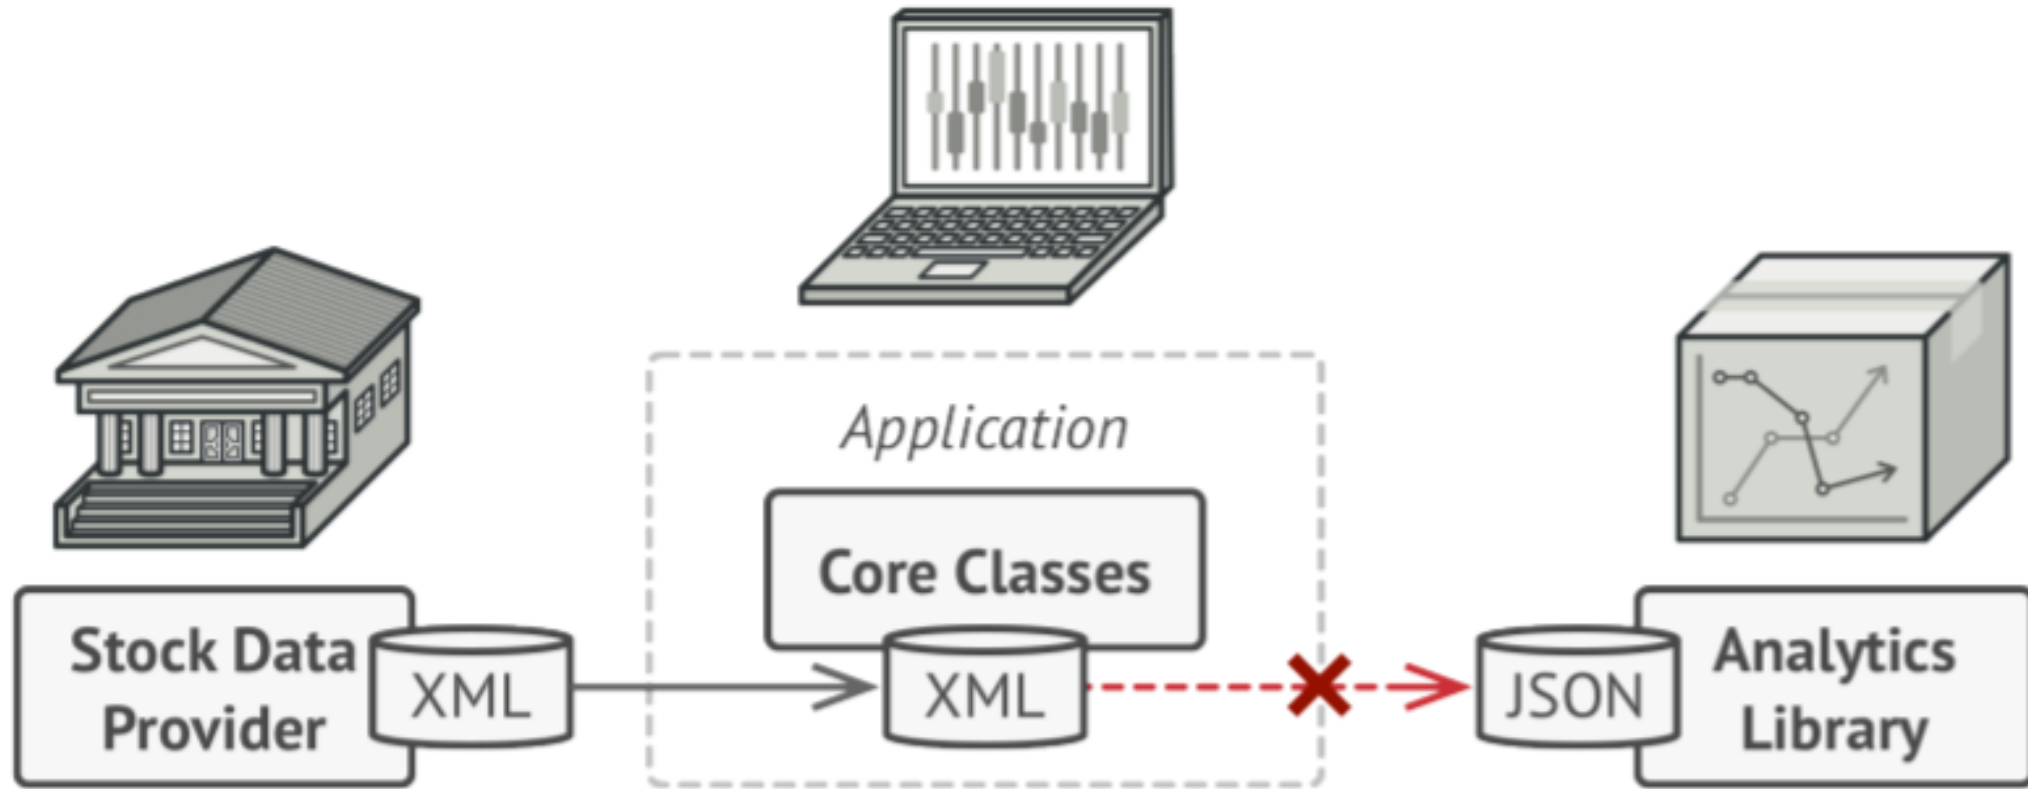 Application
Core Classes
Stock Data
Provider
XML
XML
JSON
Analytics
Library